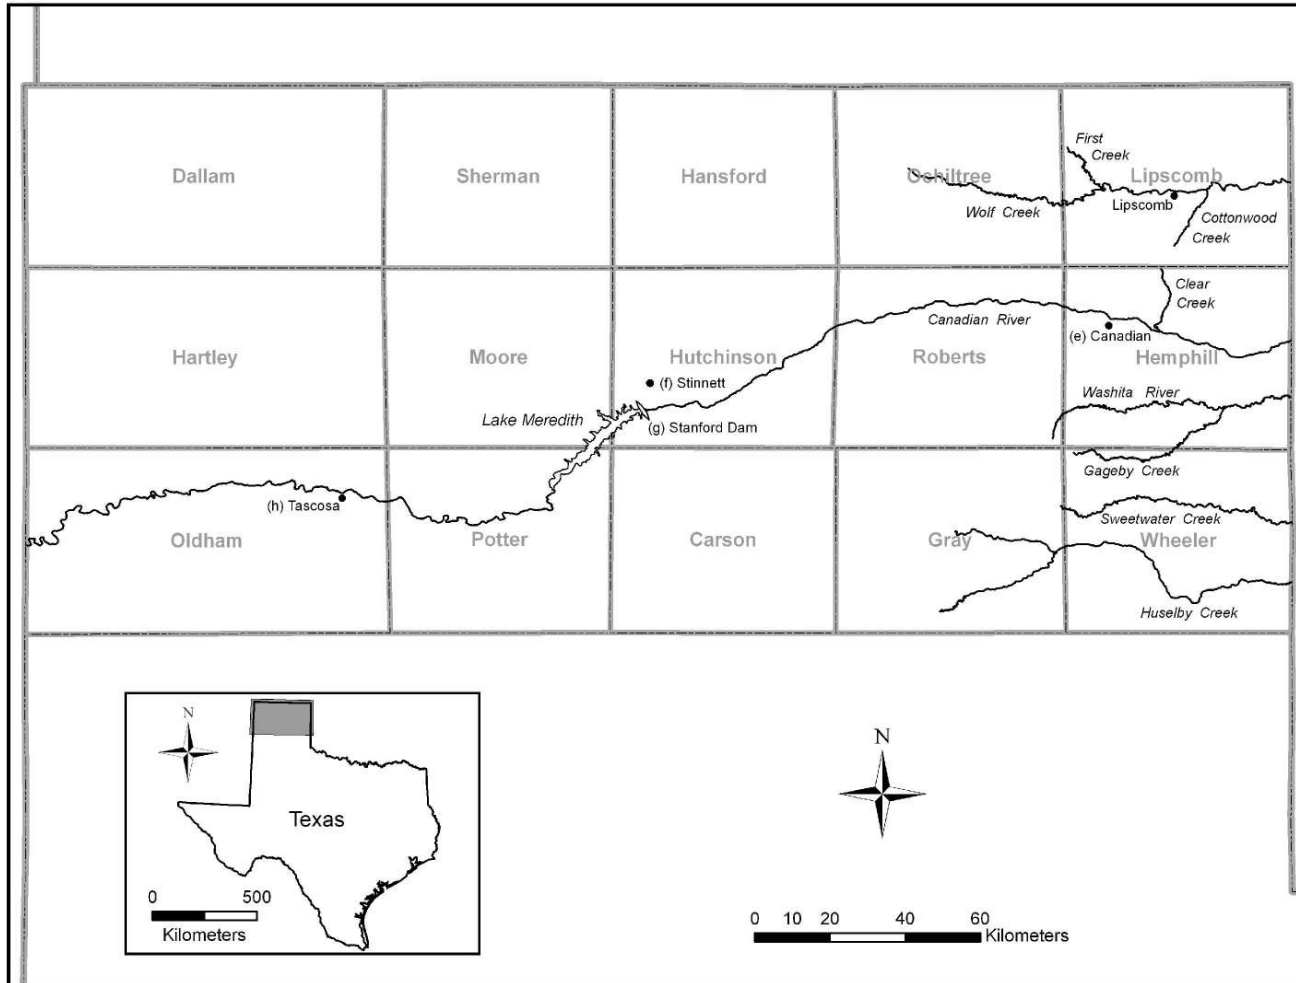 First
Creek
Dallam
Sherman
Hansford
Ochiltree
Lipscomb
Lipscomb
Wolf Creek
Cottonwood
Creek
Clear
Creek
Canadian River
(e) Canadian
Hartley
Moore
Hutchinson
Roberts
Hemphill
(f) Stinnett
Washita River
Lake Meredith
(g) Stanford Dam
Gageby Creek
(h) Tascosa
Sweetwater Creek
Oldham
Potter
Carson
Gray
Wheeler
Huselby Creek
N
Texas
0 500
Kilometers
N
0 10 20 40 60
Kilometers